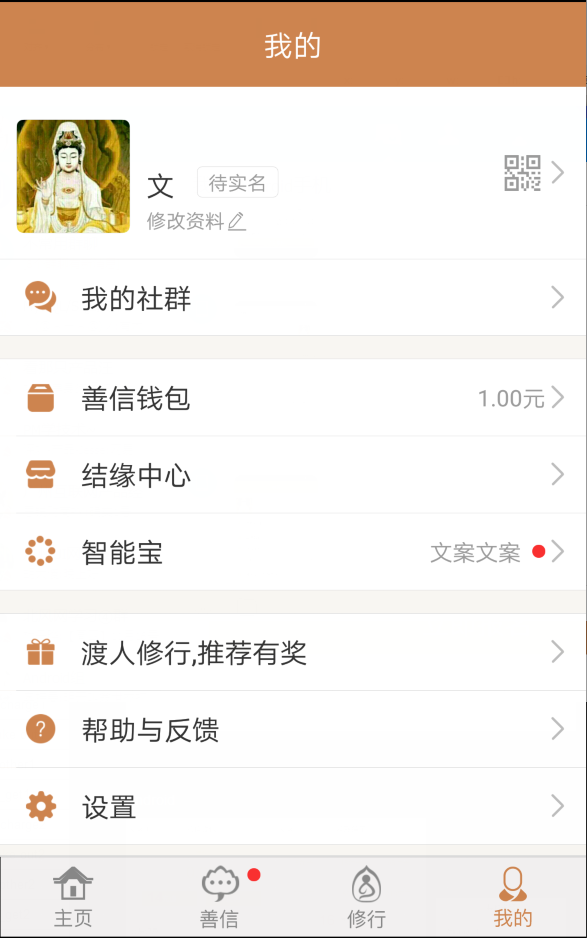 我的
文 待实名
修改资料
我的社群
善信钱包 1.00元
结缘中心
智能宝 文案文案
渡人修行,推荐有奖
帮助与反馈
设置
主页 善信 修行 我的